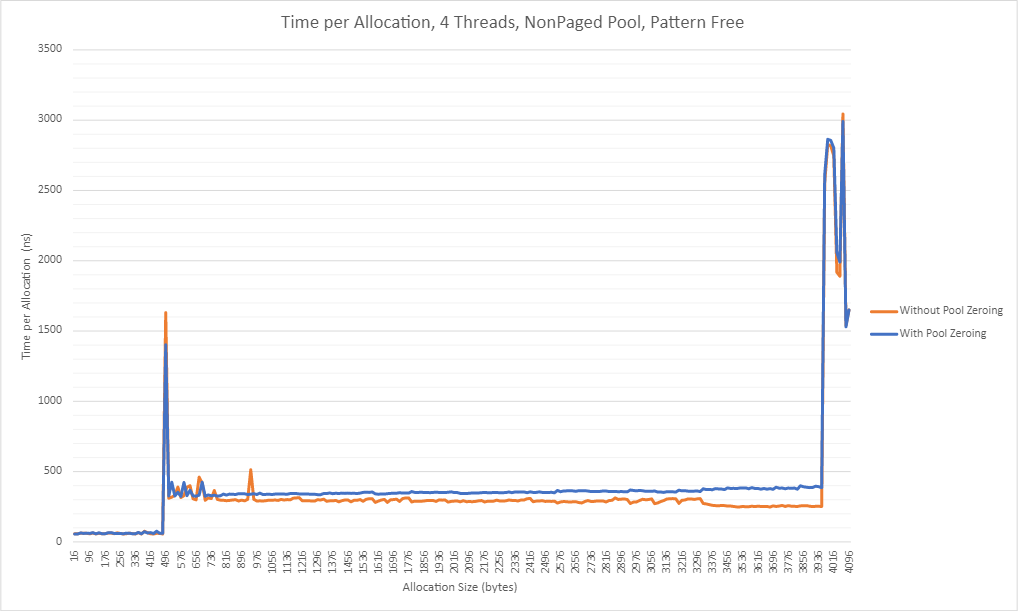 Time per Allocation, 4 Threads, NonPaged Pool, Pattern Free
3500
3000
2500
2000
1500
1000
500
0
Time per Allocation (ns)
16 96 176 256 336 416 496 576 656 736 816 896 976 1056 1136 1216 1296 1376 1456 1536 1616 1696 1776 1856 1936 2016 2096 2176 2256 2336 2416 2496 2576 2656 2736 2816 2896 2976 3056 3136 3216 3296 3376 3456 3536 3616 3696 3776 3856 3936 4016 4096
Allocation Size (bytes)
Without Pool Zeroing
With Pool Zeroing